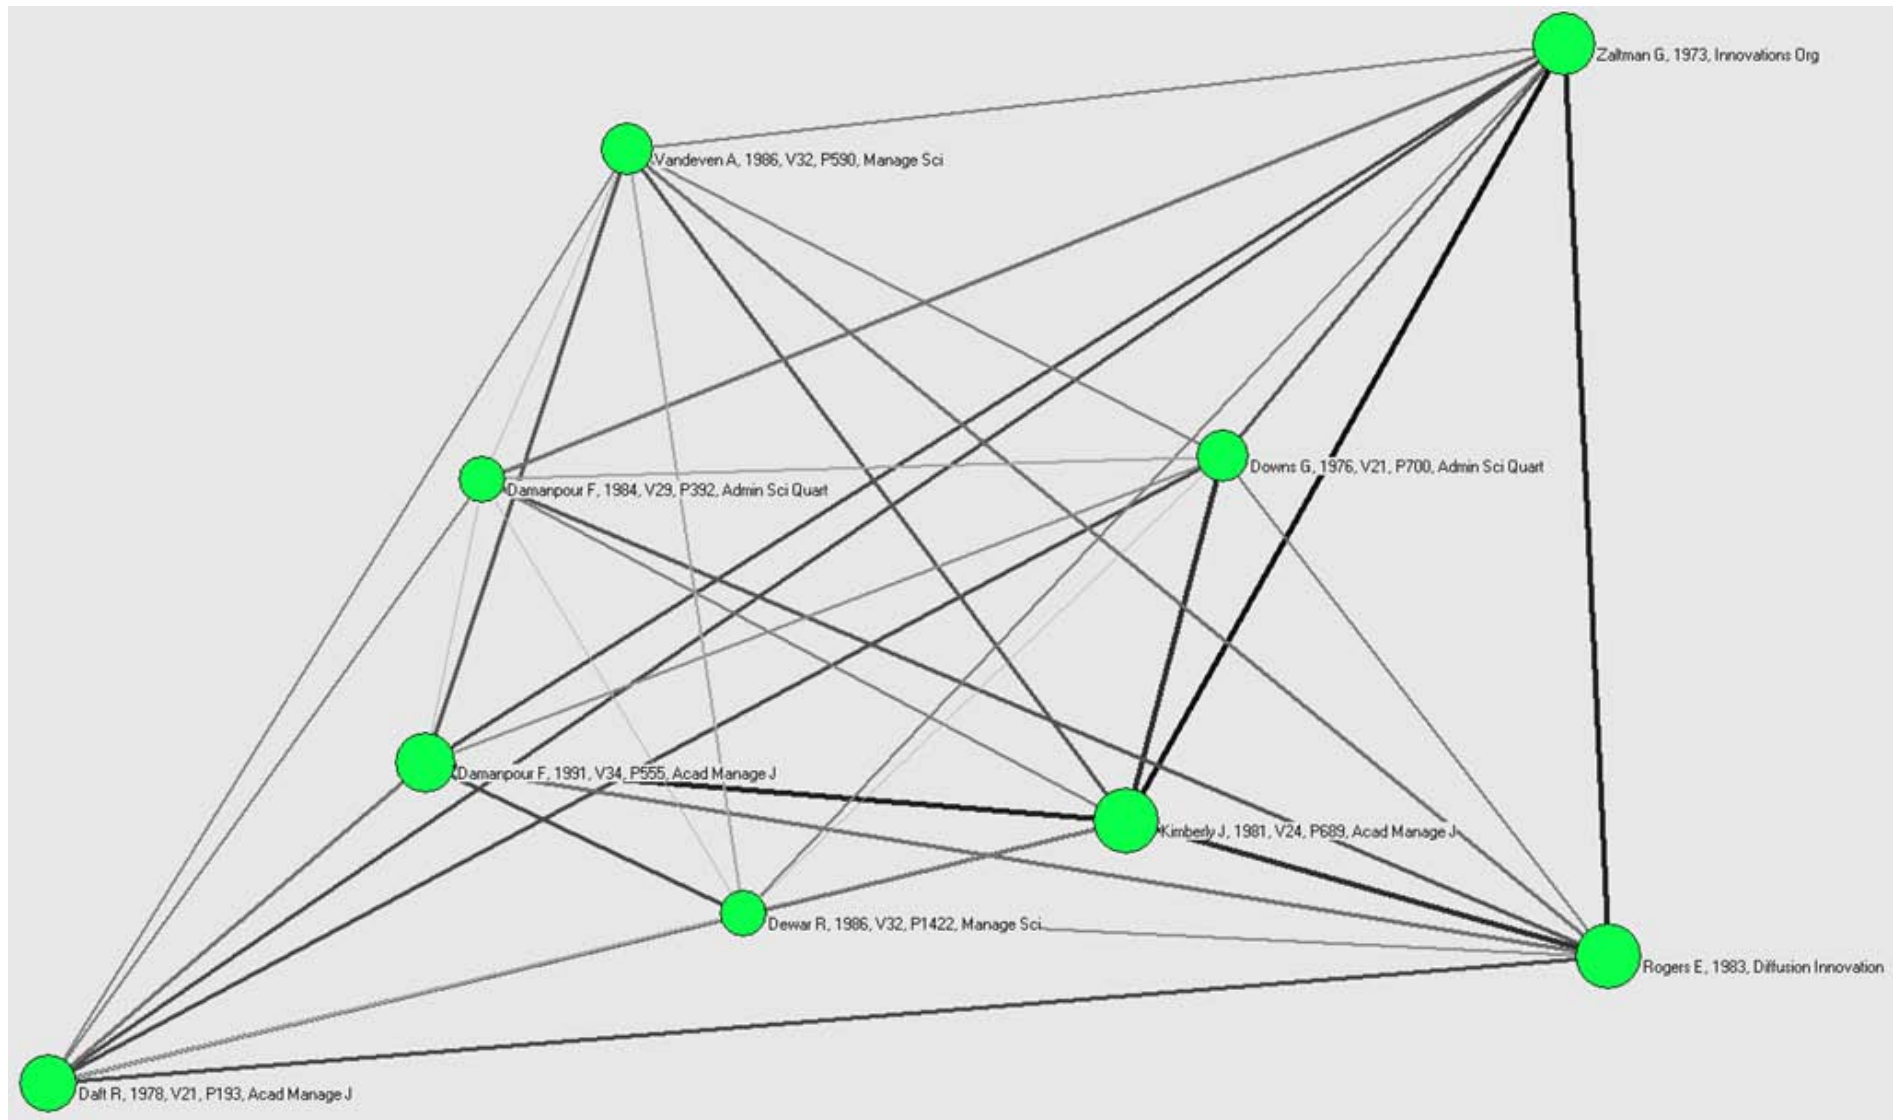 Zaltman G, 1973, Innovations Org
Vandeven A, 1986, V32, P590, Manage Sci
Downs G, 1976, V21, P700, Admin Sci Quart
Damanpour F, 1984, V29, P392, Admin Sci Quart
Damanpour F, 1991, V34, P555, Acad Manage J
Kimberly J, 1981, V24, P689, Acad Manage J
Dewar R, 1986, V32, P1422, Manage Sci
Rogers E, 1983, Diffusion Innovation
Daft R, 1978, V21, P193, Acad Manage J